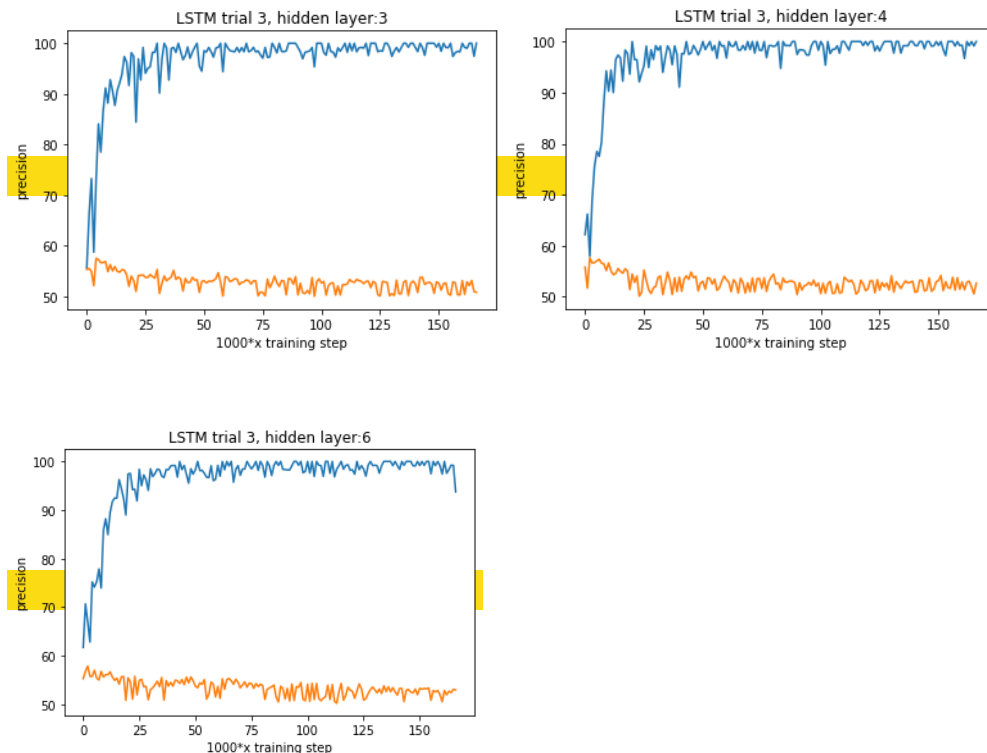 LSTM trial 3, hidden layer:3
100
90
80
70
60
50
precision
0 25 50 75 100 125 150
1000*x training step
LSTM trial 3, hidden layer:4
100
90
80
70
60
50
precision
0 25 50 75 100 125 150
1000*x training step
LSTM trial 3, hidden layer:6
100
90
80
70
60
50
precision
0 25 50 75 100 125 150
1000*x training step